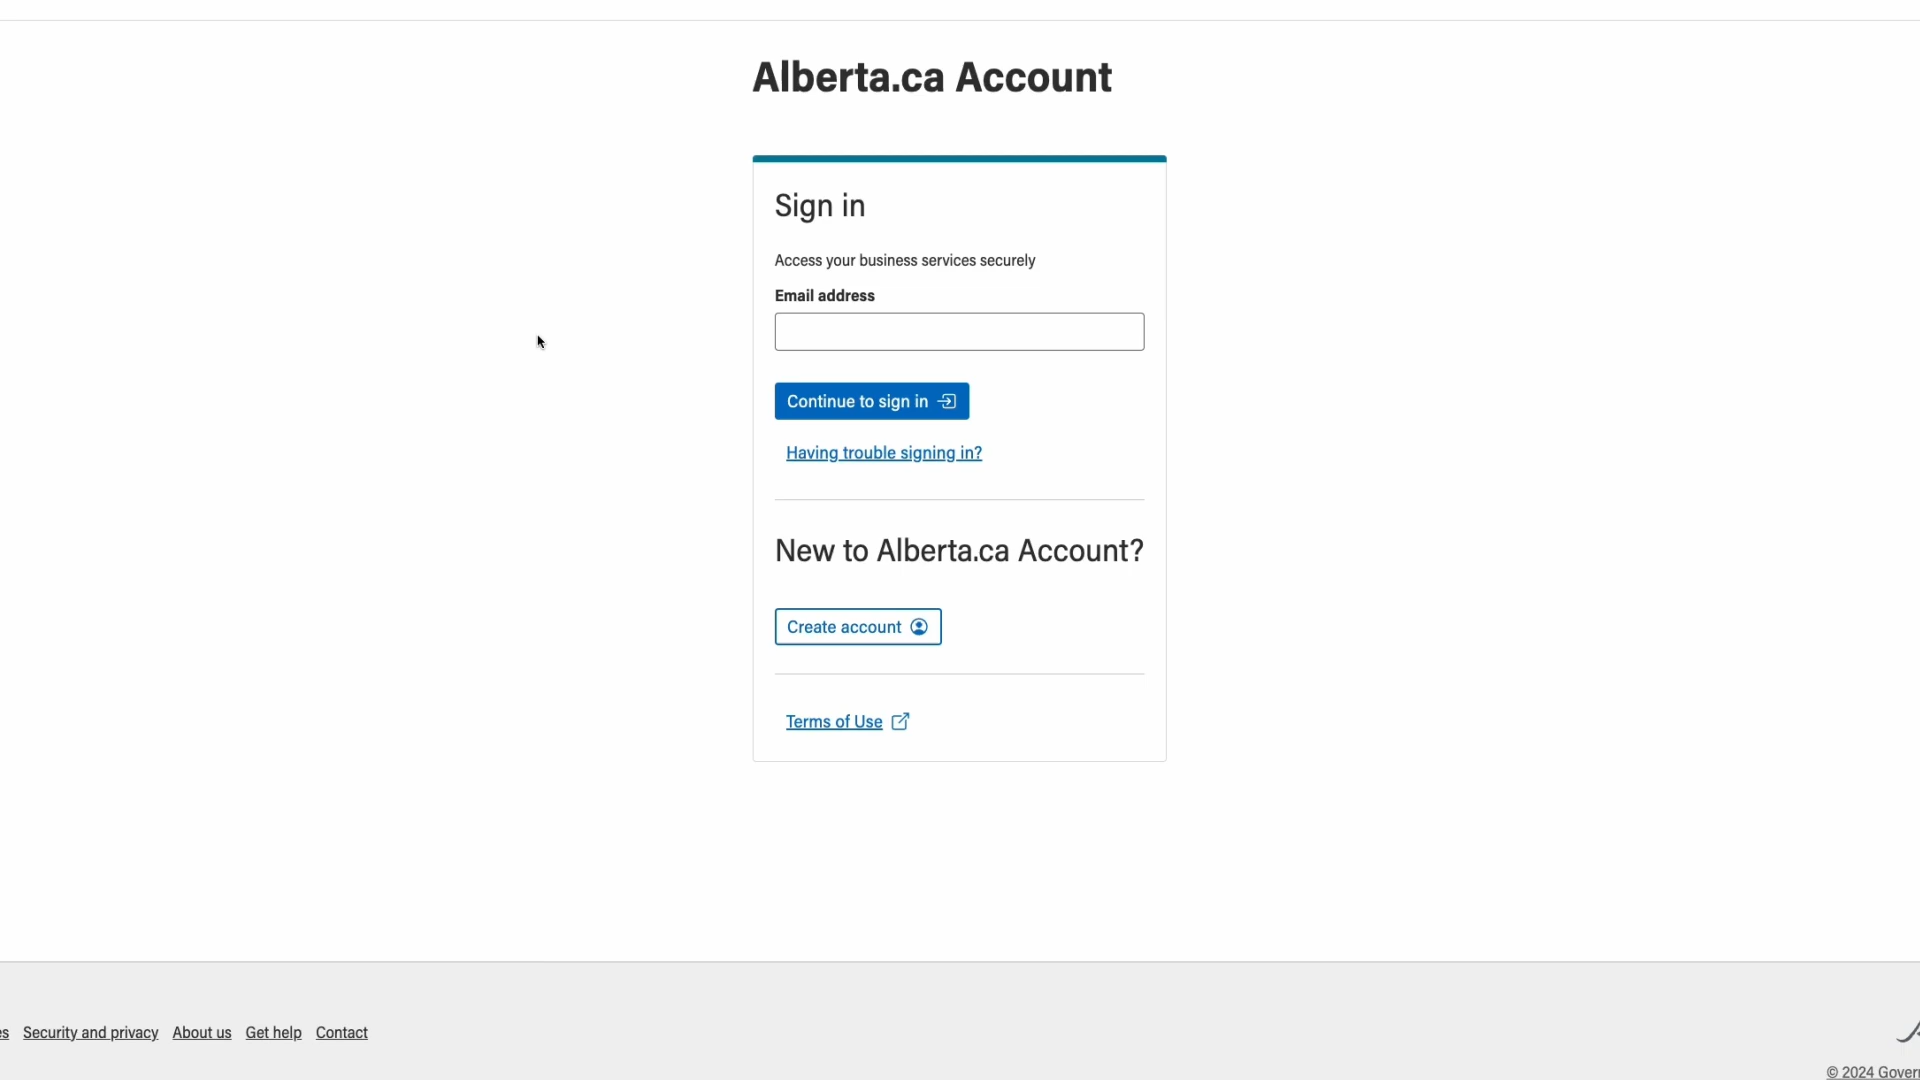 Alberta.ca Account
Sign in
Access your business services securely
Email address
Continue to sign in
Having trouble signing in?
New to Alberta.ca Account?
Create account
Terms of Use
Security and privacy About us Get help Contact
© 2024